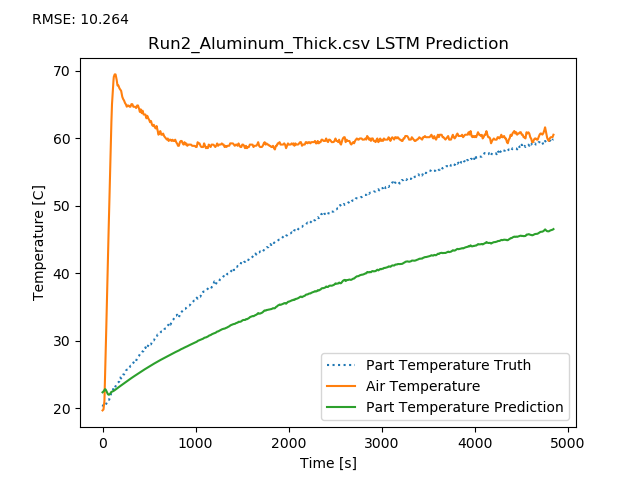 RMSE: 10.264
Run2_Aluminum_Thick.csv LSTM Prediction
70
60
50
40
30
20
Temperature [C]
Part Temperature Truth
Air Temperature
Part Temperature Prediction
0 1000 2000 3000 4000 5000
Time [s]